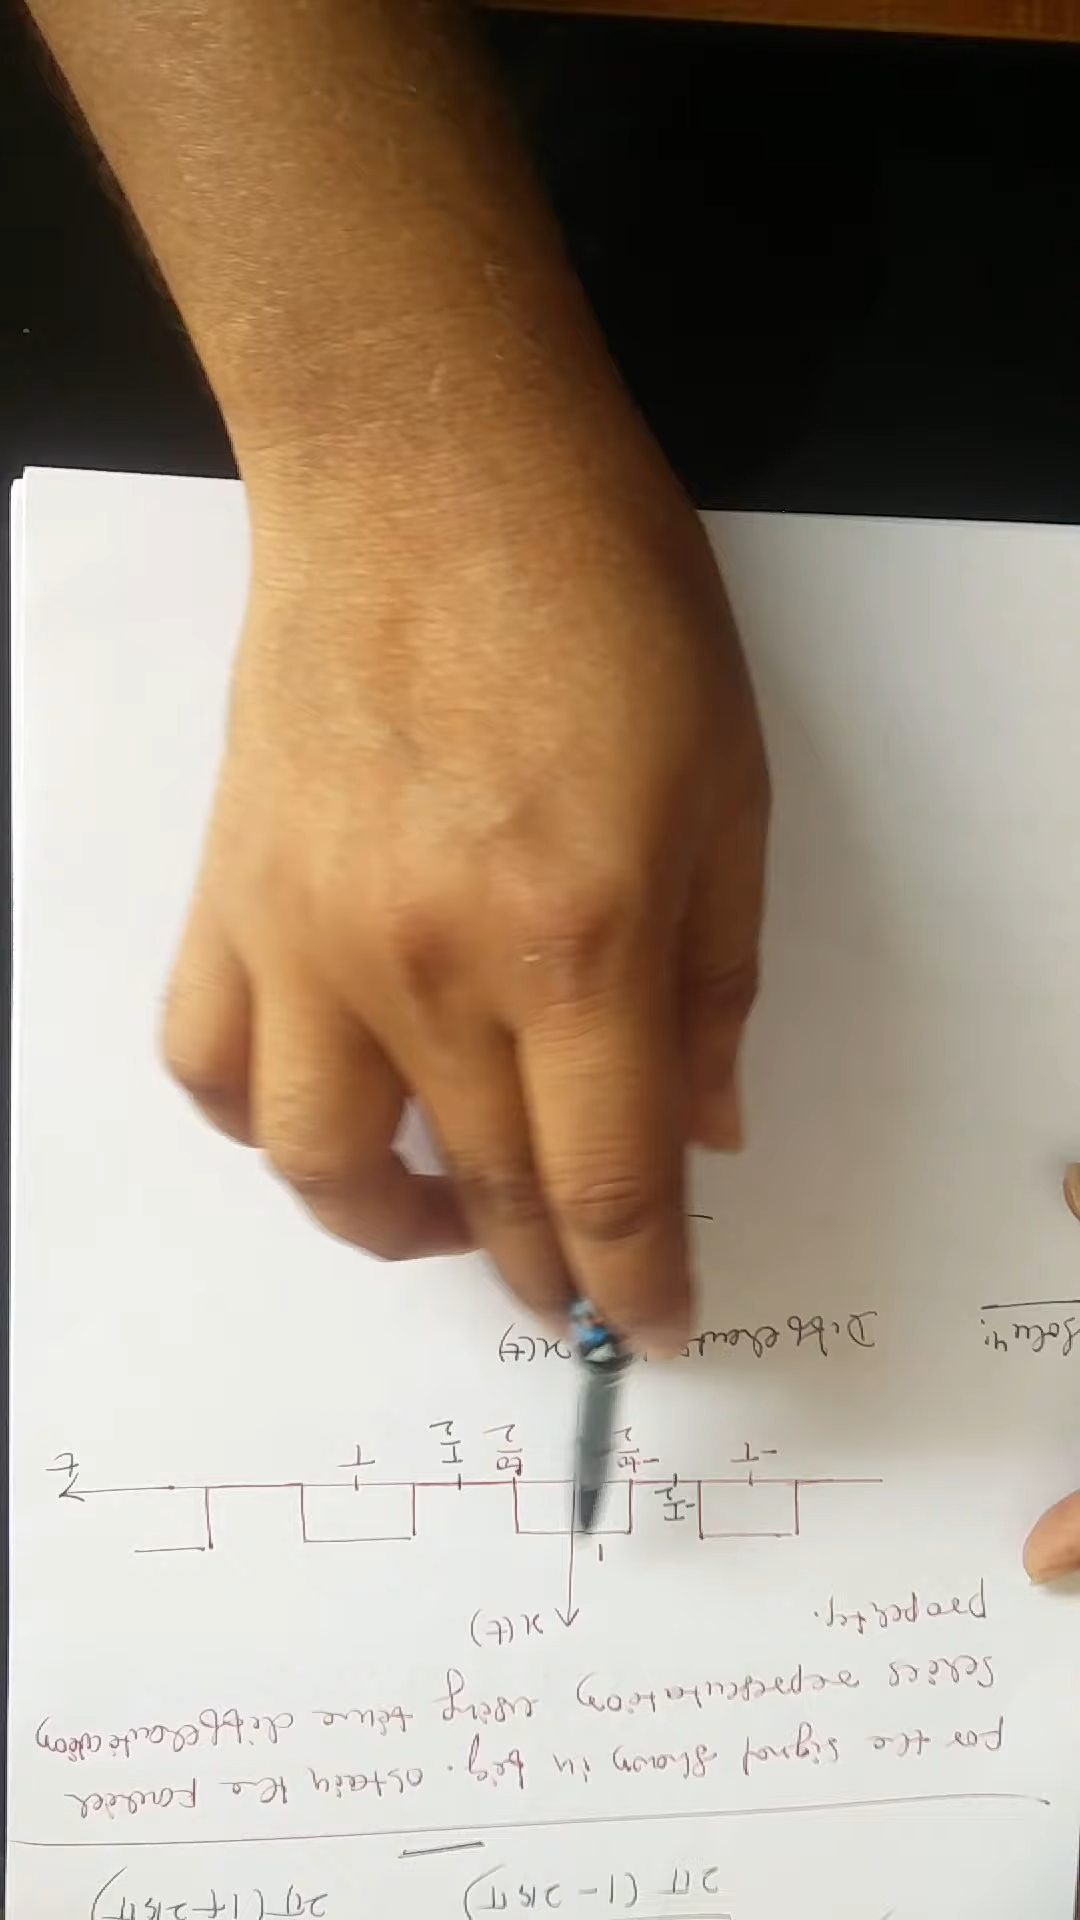 2π(1-2kπ) 2π(1+2kπ)
for the signal shown in fig. obtain the fourier
series representation using time differentiation
property.
x(t)
1
-T/2
-T -t0/2 t0/2 T/2 T t
Soln: x(t)